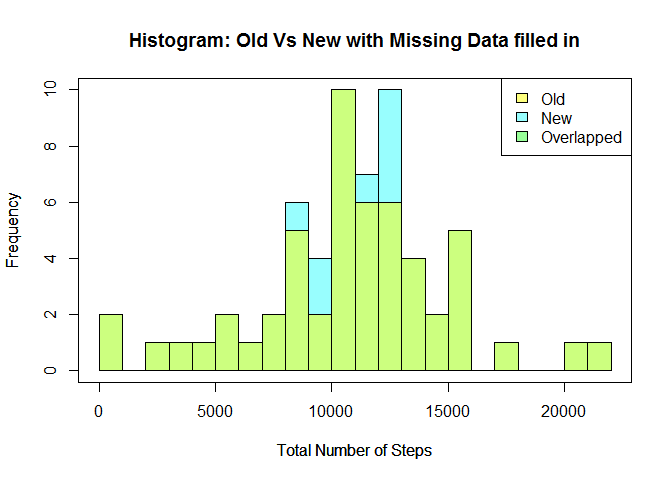 Histogram: Old Vs New with Missing Data filled in
Old
New
Overlapped
Frequency
10
8
6
4
2
0
0 5000 10000 15000 20000
Total Number of Steps